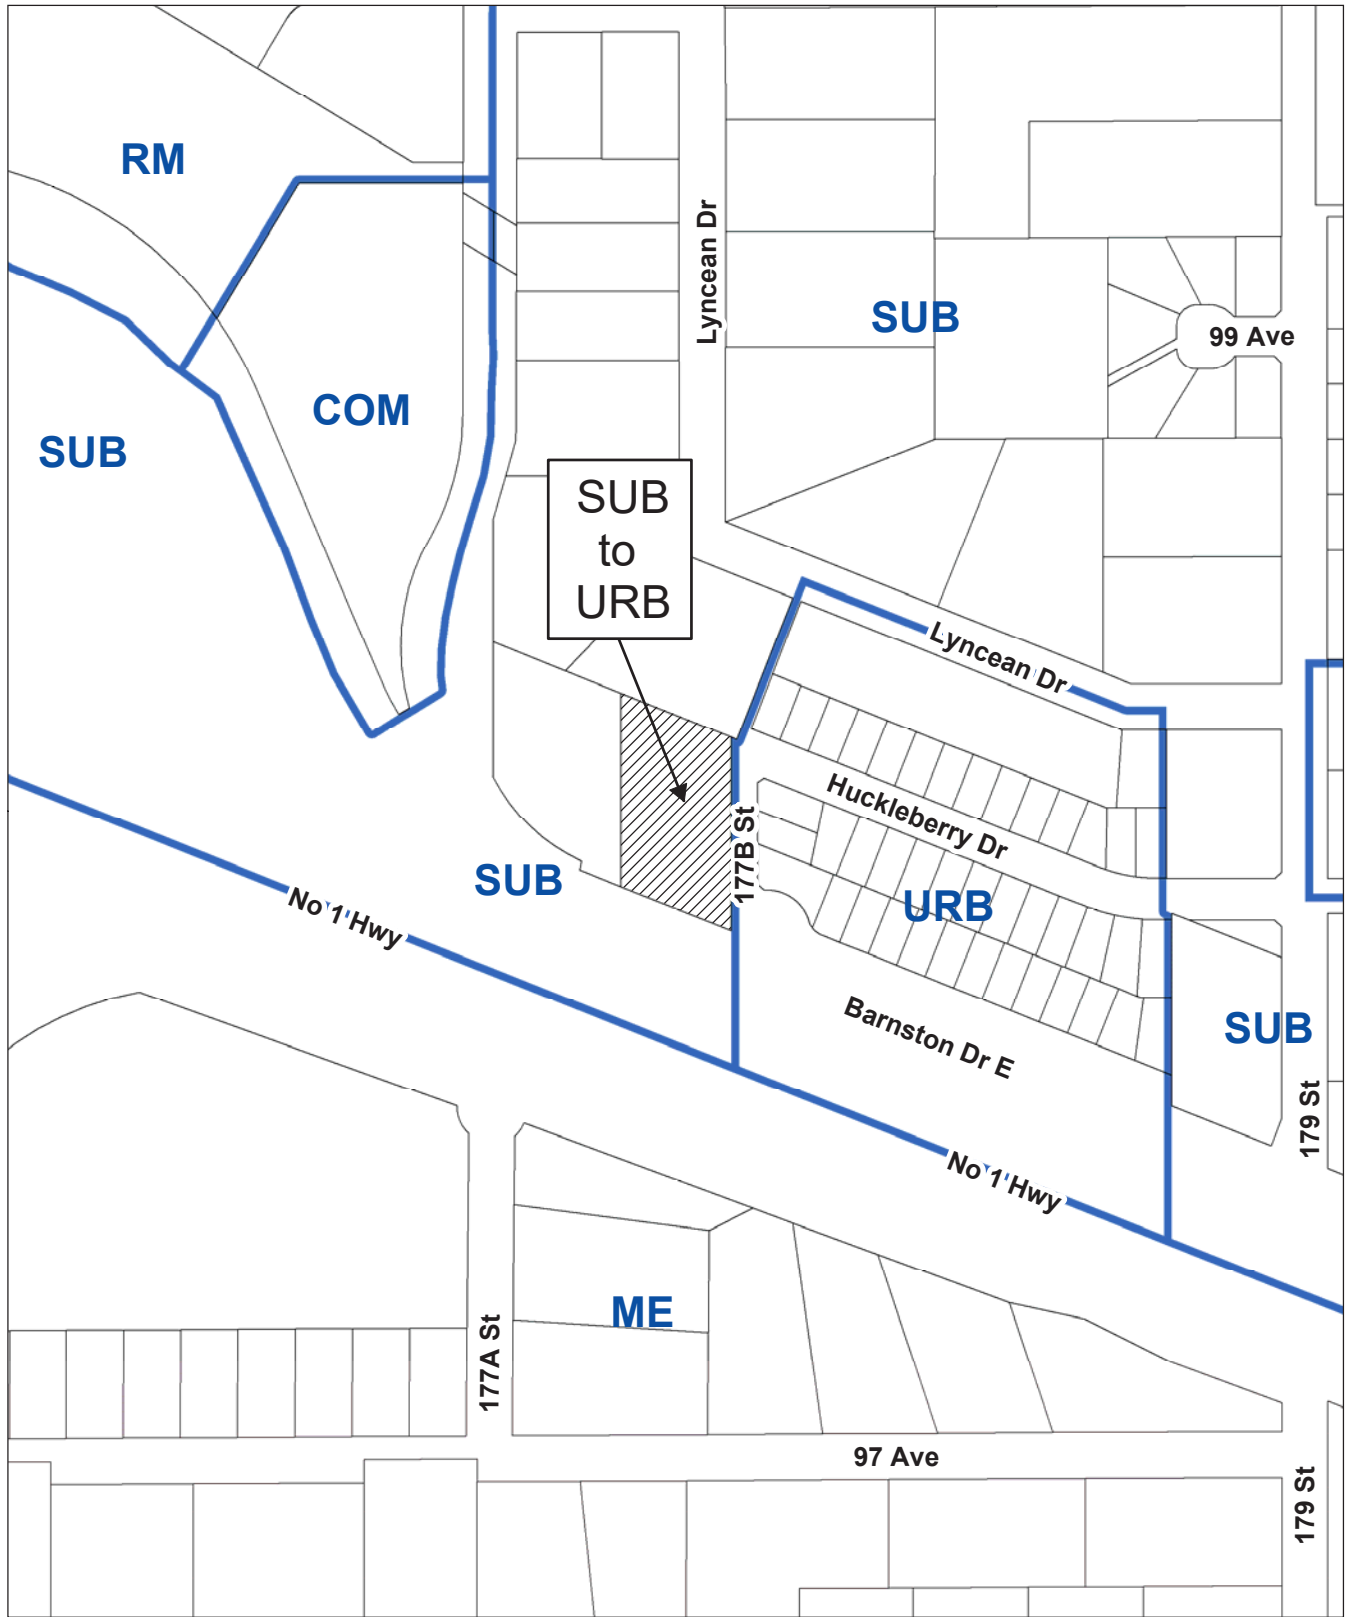 RM
Lyncean Dr
SUB
99 Ave
COM
SUB
SUB
to
URB
Lyncean Dr
Huckleberry Dr
177B St
SUB
URB
No 1 Hwy
Barnston Dr E
SUB
179 St
No 1 Hwy
ME
177A St
97 Ave
179 St